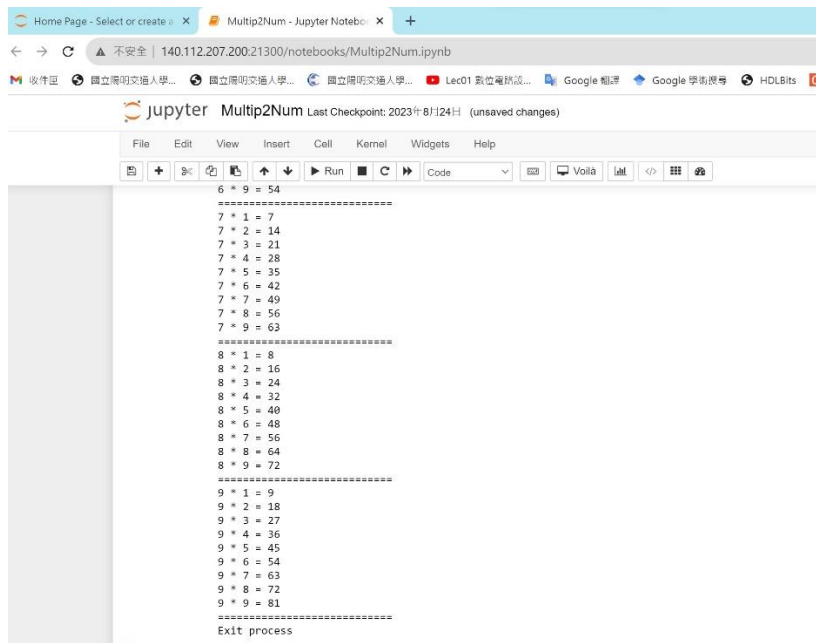 Home Page - Select or create a
Multip2Num - Jupyter Noteboo
不安全 | 140.112.207.200:21300/notebooks/Multip2Num.ipynb
收件匣 國立陽明交通人學... 國立陽明交通人學... 國立陽明交通人學... Lec01 數位電路設... Google 翻譯 Google 學術搜尋 HDLBits
jupyter Multip2Num Last Checkpoint: 2023年8月24日 (unsaved changes)
File Edit View Insert Cell Kernel Widgets Help
Run Code Voilà
6 * 9 = 54
============================
7 * 1 = 7
7 * 2 = 14
7 * 3 = 21
7 * 4 = 28
7 * 5 = 35
7 * 6 = 42
7 * 7 = 49
7 * 8 = 56
7 * 9 = 63
============================
8 * 1 = 8
8 * 2 = 16
8 * 3 = 24
8 * 4 = 32
8 * 5 = 40
8 * 6 = 48
8 * 7 = 56
8 * 8 = 64
8 * 9 = 72
============================
9 * 1 = 9
9 * 2 = 18
9 * 3 = 27
9 * 4 = 36
9 * 5 = 45
9 * 6 = 54
9 * 7 = 63
9 * 8 = 72
9 * 9 = 81
============================
Exit process